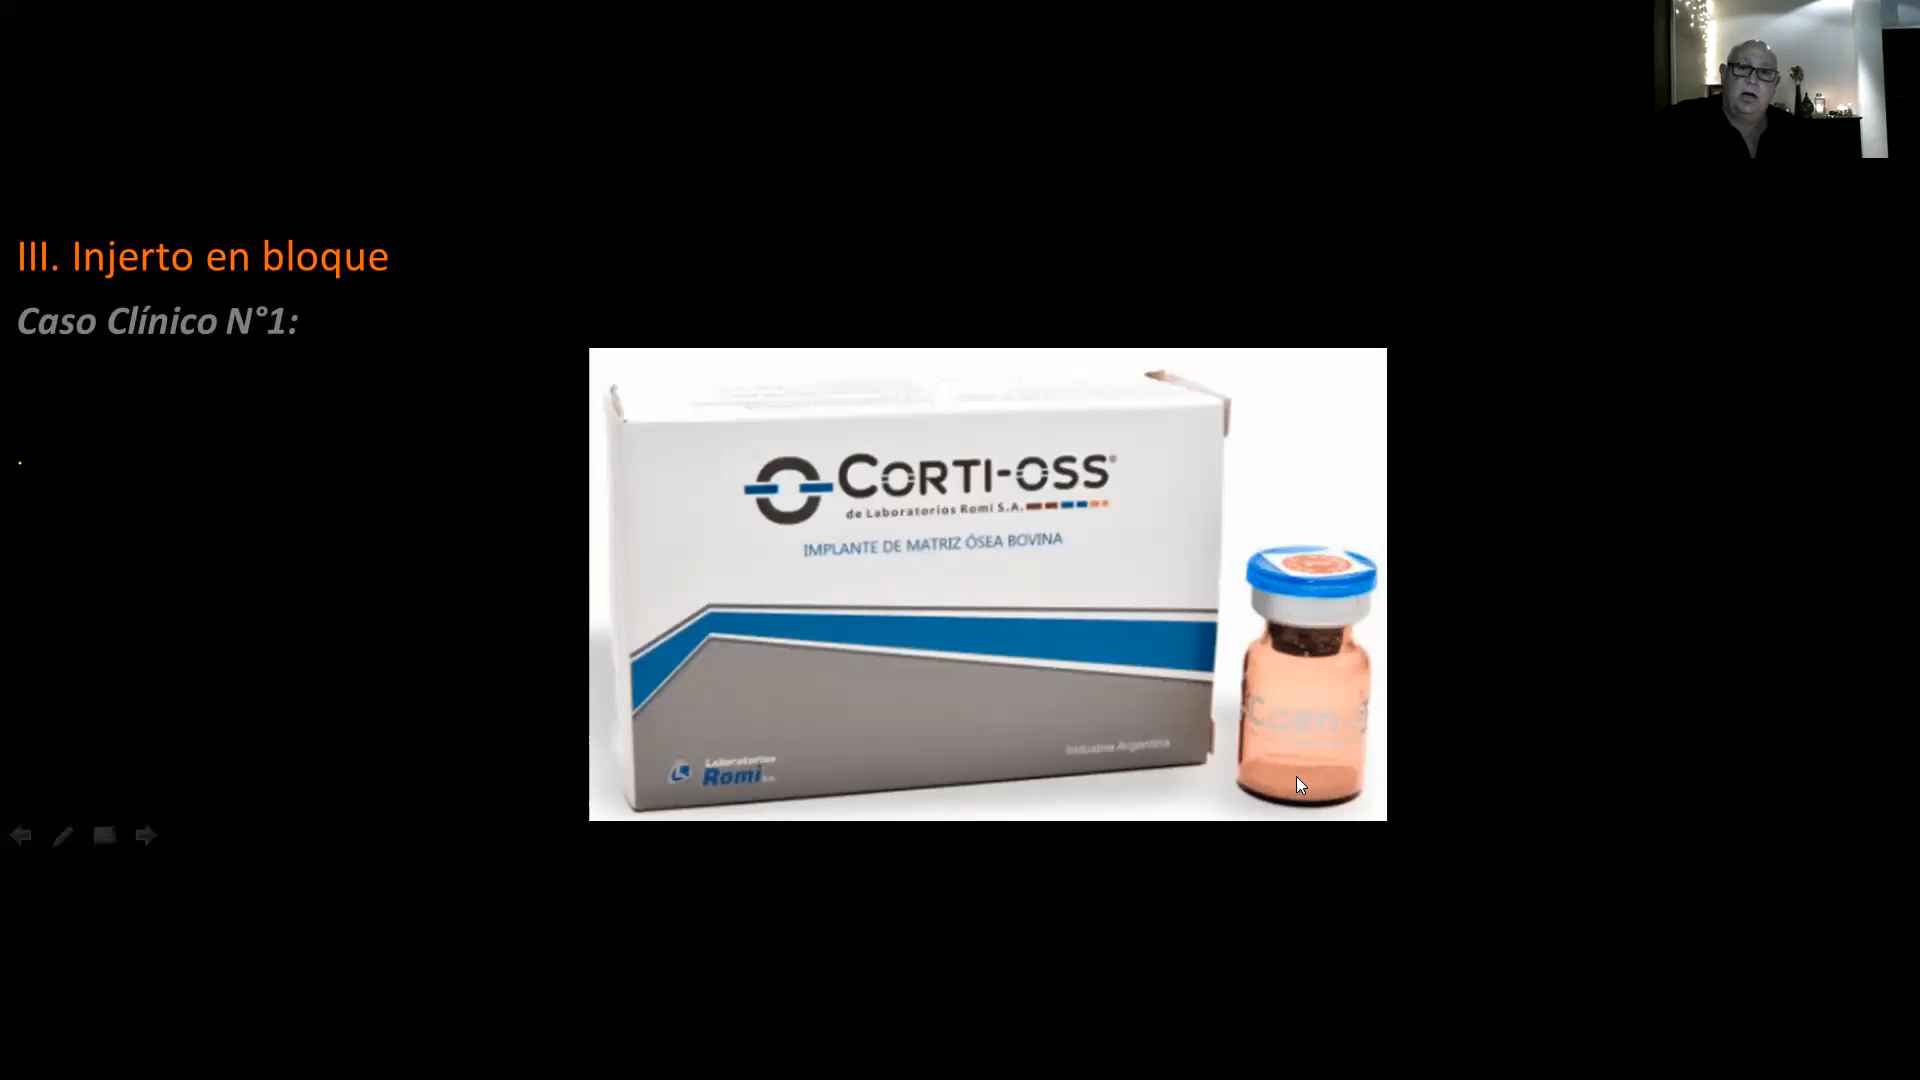 III. Injerto en bloque
Caso Clínico N°1:
.
CORTI-OSS®
de Laboratorios Romi S.A.
IMPLANTE DE MATRIZ ÓSEA BOVINA
Industria Argentina
Laboratorios
Romi S.A.